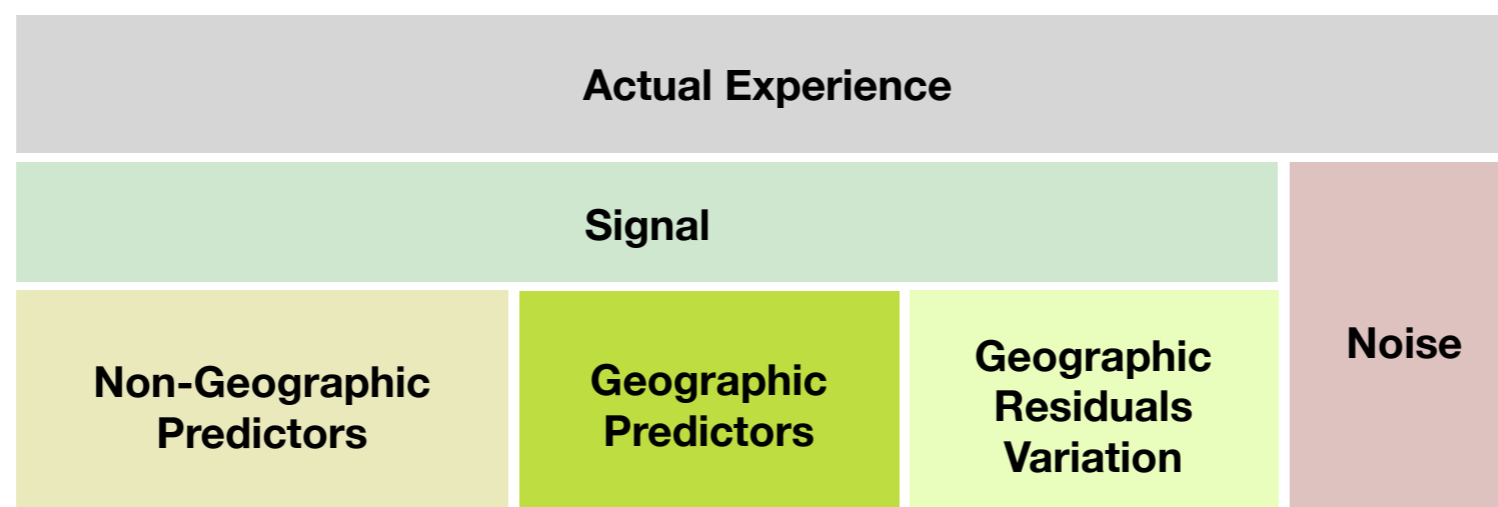 Actual Experience
Signal
Noise
Non-Geographic
Predictors
Geographic
Predictors
Geographic
Residuals
Variation